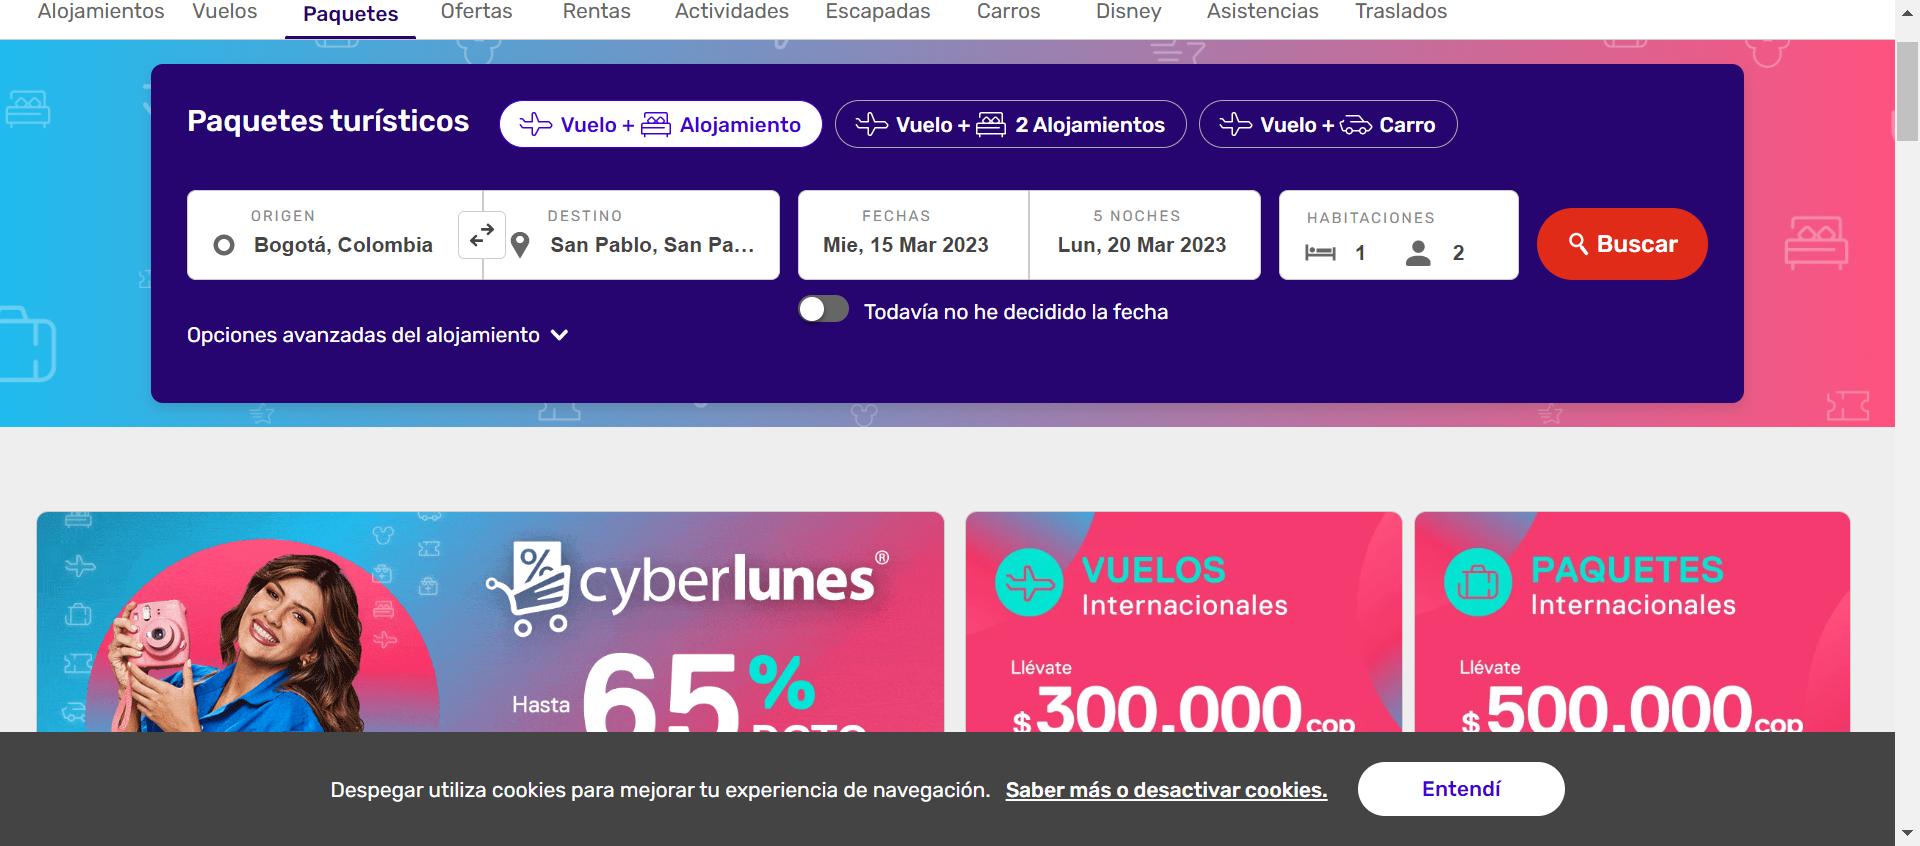 Alojamientos Vuelos Paquetes Ofertas Rentas Actividades Escapadas Carros Disney Asistencias Traslados
Paquetes turísticos Vuelo + Alojamiento Vuelo + 2 Alojamientos Vuelo + Carro
ORIGEN DESTINO FECHAS 5 NOCHES HABITACIONES
Bogotá, Colombia San Pablo, San Pa... Mie, 15 Mar 2023 Lun, 20 Mar 2023 1 2 Buscar
Todavía no he decidido la fecha
Opciones avanzadas del alojamiento
% cyberlunes®
Hasta 65%
DCTO
VUELOS
Internacionales
Llévate
$300.000 cop
PAQUETES
Internacionales
Llévate
$500.000 cop
Despegar utiliza cookies para mejorar tu experiencia de navegación. Saber más o desactivar cookies. Entendí